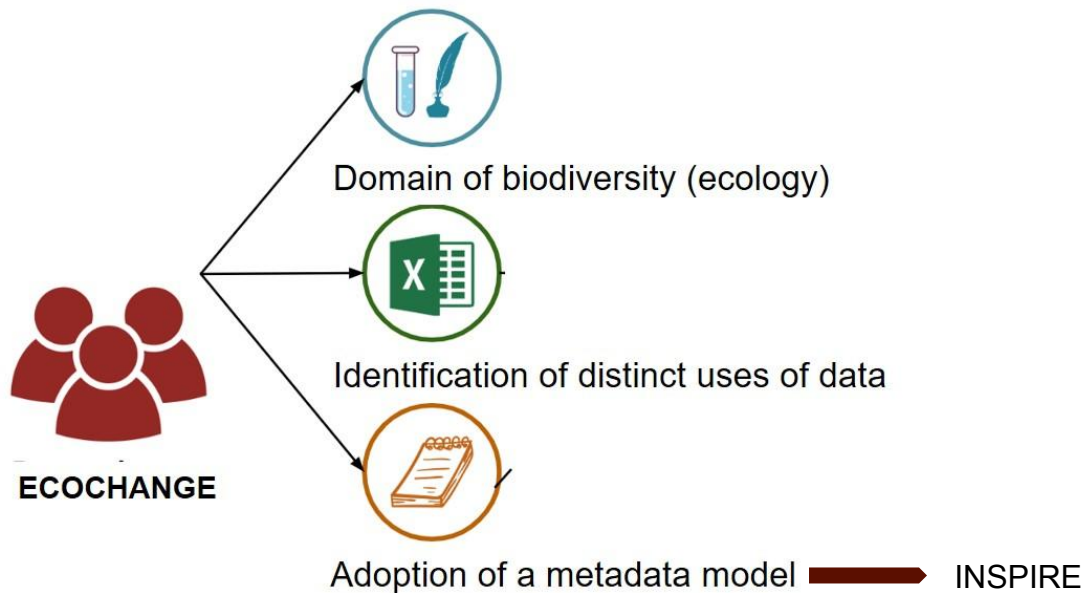 Domain of biodiversity (ecology)
X
Identification of distinct uses of data
ECOCHANGE
Adoption of a metadata model
INSPIRE